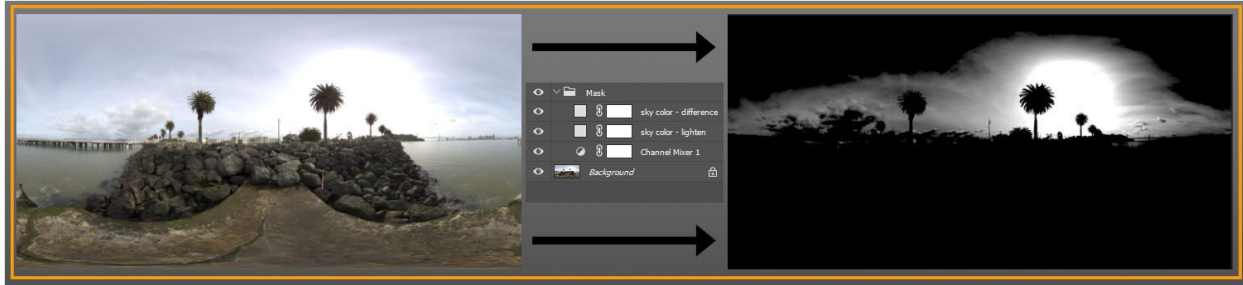 Mask
sky color - difference
sky color - lighten
Channel Mixer 1
Background